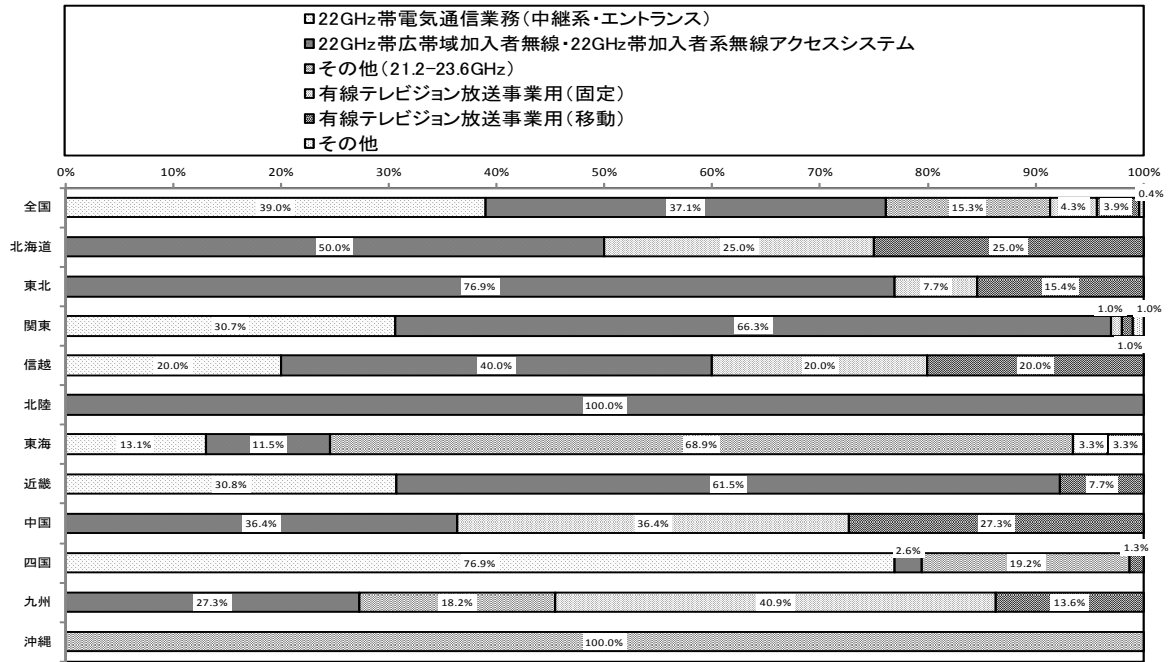 22GHz帯電気通信業務(中継系・エントランス)
22GHz帯広帯域加入者無線・22GHz帯加入者系無線アクセスシステム
その他(21.2-23.6GHz)
有線テレビジョン放送事業用(固定)
有線テレビジョン放送事業用(移動)
その他
0% 10% 20% 30% 40% 50% 60% 70% 80% 90% 100%
全国 39.0% 37.1% 15.3% 4.3% 3.9% 0.4%
北海道 50.0% 25.0% 25.0%
東北 76.9% 7.7% 15.4%
関東 30.7% 66.3% 1.0% 1.0% 1.0%
信越 20.0% 40.0% 20.0% 20.0%
北陸 100.0%
東海 13.1% 11.5% 68.9% 3.3% 3.3%
近畿 30.8% 61.5% 7.7%
中国 36.4% 36.4% 27.3%
四国 76.9% 2.6% 19.2% 1.3%
九州 27.3% 18.2% 40.9% 13.6%
沖縄 100.0%